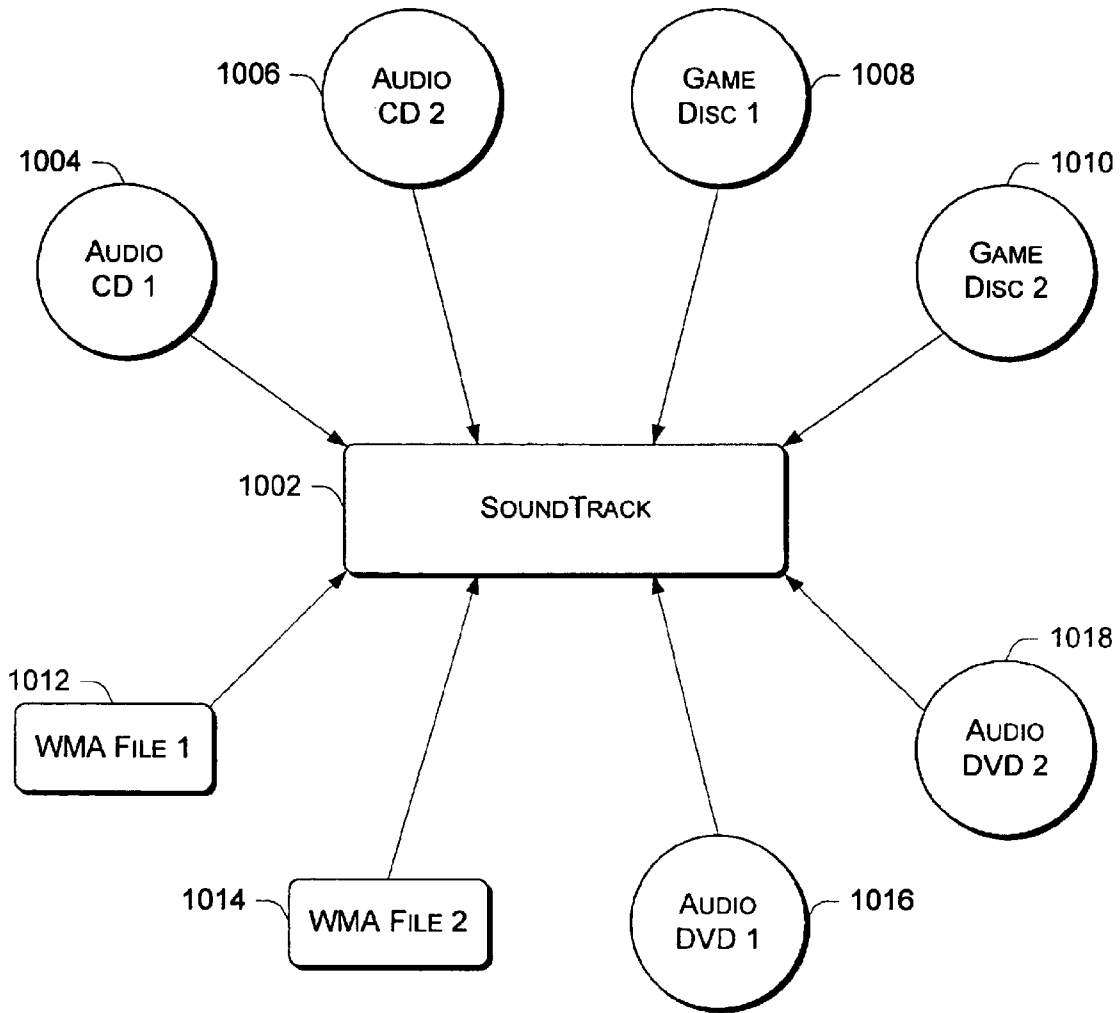 1006
AUDIO
CD 2
GAME
DISC 1
1008
1004
AUDIO
CD 1
1010
GAME
DISC 2
1002
SOUNDTRACK
1012
WMA FILE 1
1018
AUDIO
DVD 2
1014
WMA FILE 2
AUDIO
DVD 1
1016